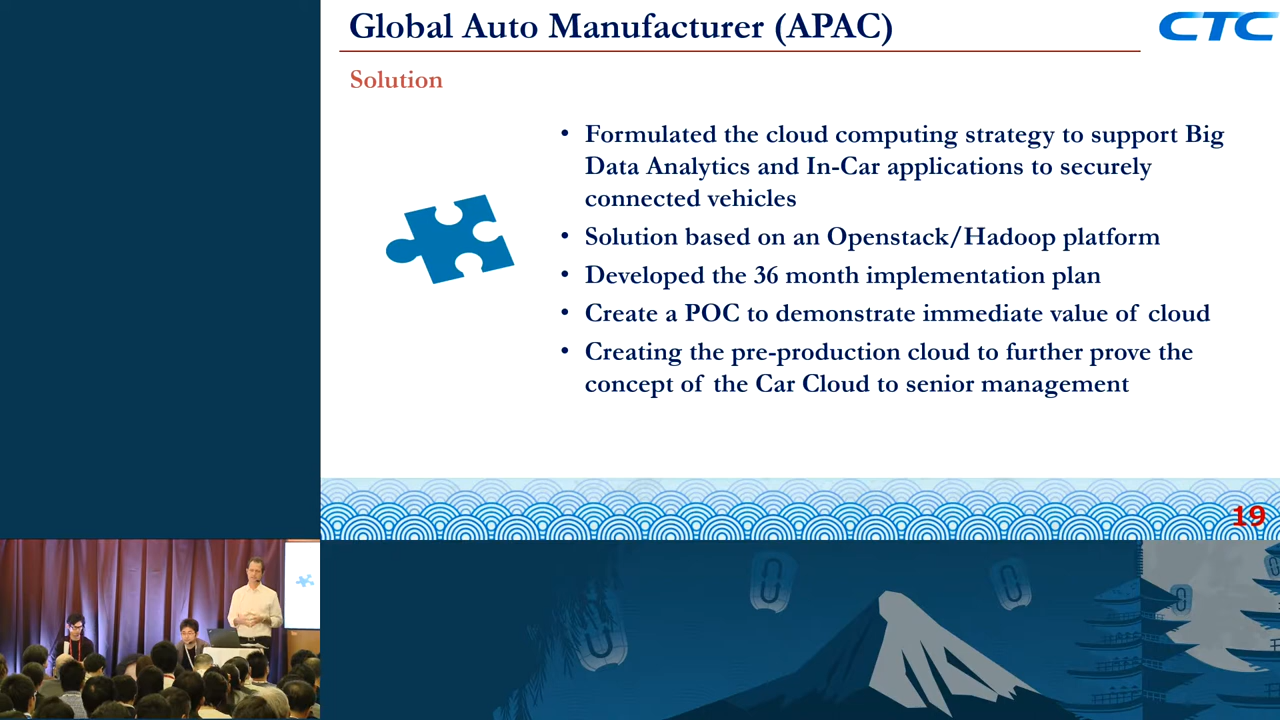 Global Auto Manufacturer (APAC)
CTC
Solution
• Formulated the cloud computing strategy to support Big
Data Analytics and In-Car applications to securely
connected vehicles
• Solution based on an Openstack/Hadoop platform
• Developed the 36 month implementation plan
• Create a POC to demonstrate immediate value of cloud
• Creating the pre-production cloud to further prove the
concept of the Car Cloud to senior management
19